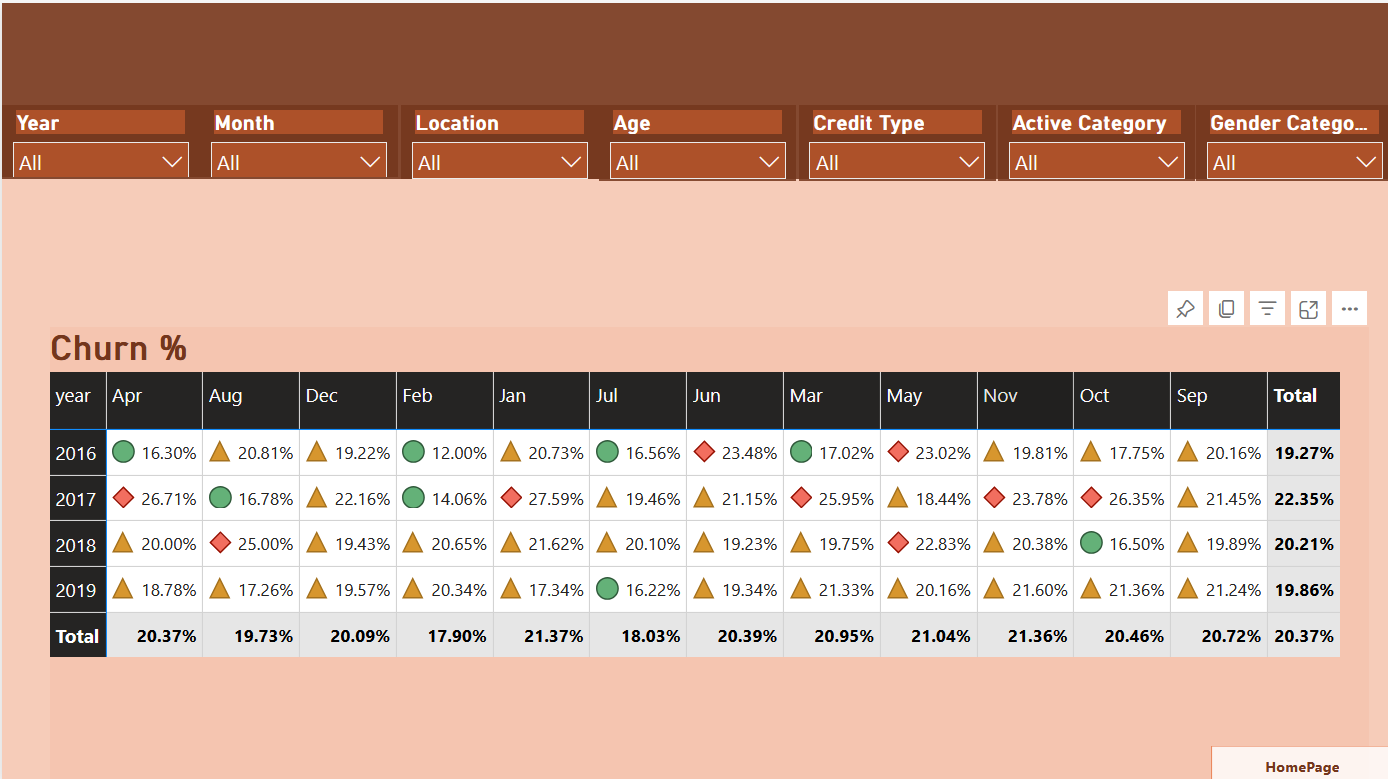 Year Month Location Age Credit Type Active Category Gender Catego...
All All All All All All All
Churn %
year Apr Aug Dec Feb Jan Jul Jun Mar May Nov Oct Sep Total
2016 16.30% 20.81% 19.22% 12.00% 20.73% 16.56% 23.48% 17.02% 23.02% 19.81% 17.75% 20.16% 19.27%
2017 26.71% 16.78% 22.16% 14.06% 27.59% 19.46% 21.15% 25.95% 18.44% 23.78% 26.35% 21.45% 22.35%
2018 20.00% 25.00% 19.43% 20.65% 21.62% 20.10% 19.23% 19.75% 22.83% 20.38% 16.50% 19.89% 20.21%
2019 18.78% 17.26% 19.57% 20.34% 17.34% 16.22% 19.34% 21.33% 20.16% 21.60% 21.36% 21.24% 19.86%
Total 20.37% 19.73% 20.09% 17.90% 21.37% 18.03% 20.39% 20.95% 21.04% 21.36% 20.46% 20.72% 20.37%
HomePage